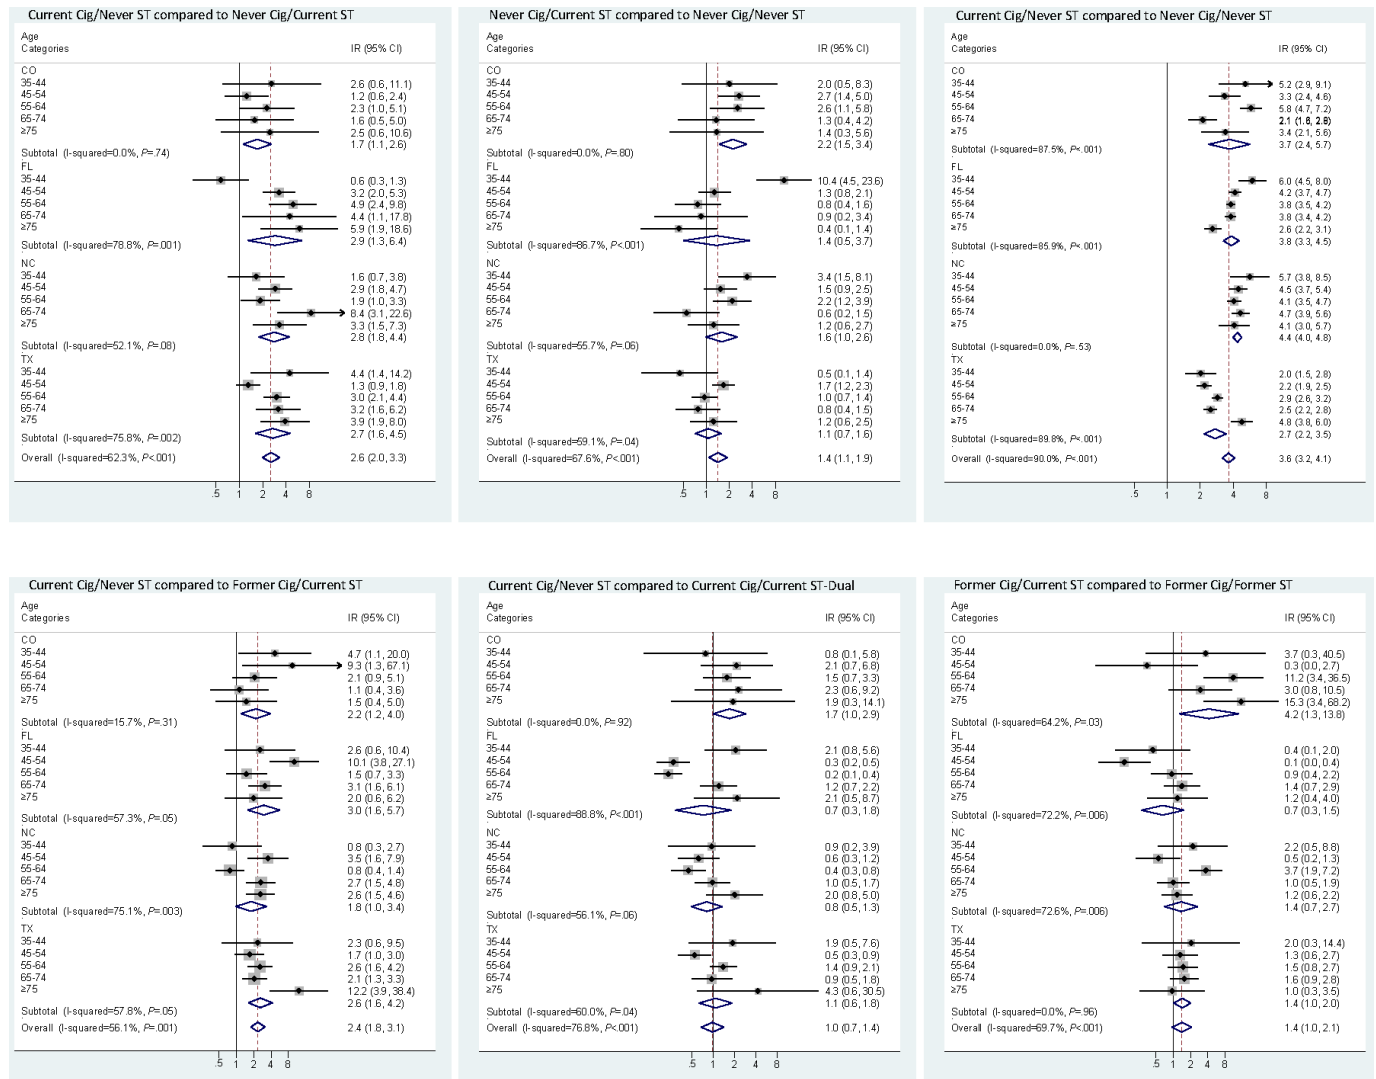 Current Cig/Never ST compared to Never Cig/Current ST
Age
Categories IR (95% CI)
CO
35-44 2.6 (0.6, 11.1)
45-54 1.2 (0.6, 2.4)
55-64 2.3 (1.0, 5.1)
65-74 1.6 (0.5, 5.0)
≥75 2.5 (0.6, 10.6)
Subtotal (I-squared=0.0%, P=.74) 1.7 (1.1, 2.6)
FL
35-44 0.6 (0.3, 1.3)
45-54 3.2 (2.0, 5.3)
55-64 4.9 (2.4, 9.8)
65-74 4.4 (1.1, 17.8)
≥75 5.9 (1.9, 18.6)
Subtotal (I-squared=78.8%, P=.001) 2.9 (1.3, 6.4)
NC
35-44 1.6 (0.7, 3.8)
45-54 2.9 (1.8, 4.7)
55-64 1.9 (1.0, 3.3)
65-74 8.4 (3.1, 22.6)
≥75 3.3 (1.5, 7.3)
Subtotal (I-squared=52.1%, P=.08) 2.8 (1.8, 4.4)
TX
35-44 4.4 (1.4, 14.2)
45-54 1.3 (0.9, 1.8)
55-64 3.0 (2.1, 4.4)
65-74 3.2 (1.6, 6.2)
≥75 3.9 (1.9, 8.0)
Subtotal (I-squared=75.8%, P=.002) 2.7 (1.6, 4.5)
Overall (I-squared=62.3%, P<.001) 2.6 (2.0, 3.3)
.5 1 2 4 8
Never Cig/Current ST compared to Never Cig/Never ST
Age
Categories IR (95% CI)
CO
35-44 2.0 (0.5, 8.3)
45-54 2.7 (1.4, 5.0)
55-64 2.6 (1.1, 5.8)
65-74 1.3 (0.4, 4.2)
≥75 1.4 (0.3, 5.6)
Subtotal (I-squared=0.0%, P=.80) 2.2 (1.5, 3.4)
FL
35-44 10.4 (4.5, 23.6)
45-54 1.3 (0.8, 2.1)
55-64 0.8 (0.4, 1.6)
65-74 0.9 (0.2, 3.4)
≥75 0.4 (0.1, 1.4)
Subtotal (I-squared=86.7%, P<.001) 1.4 (0.5, 3.7)
NC
35-44 3.4 (1.5, 8.1)
45-54 1.5 (0.9, 2.5)
55-64 2.2 (1.2, 3.9)
65-74 0.6 (0.2, 1.5)
≥75 1.2 (0.6, 2.7)
Subtotal (I-squared=55.7%, P=.06) 1.6 (1.0, 2.6)
TX
35-44 0.5 (0.1, 1.4)
45-54 1.7 (1.2, 2.3)
55-64 1.0 (0.7, 1.4)
65-74 0.8 (0.4, 1.5)
≥75 1.2 (0.6, 2.5)
Subtotal (I-squared=59.1%, P=.04) 1.1 (0.7, 1.6)
Overall (I-squared=67.6%, P<.001) 1.4 (1.1, 1.9)
.5 1 2 4 8
Current Cig/Never ST compared to Never Cig/Never ST
Age
Categories IR (95% CI)
CO
35-44 5.2 (2.9, 9.1)
45-54 3.3 (2.4, 4.6)
55-64 5.8 (4.7, 7.2)
65-74 2.1 (1.6, 2.8)
≥75 3.4 (2.1, 5.6)
Subtotal (I-squared=87.5%, P<.001) 3.7 (2.4, 5.7)
FL
35-44 6.0 (4.5, 8.0)
45-54 4.2 (3.7, 4.7)
55-64 3.8 (3.5, 4.2)
65-74 3.8 (3.4, 4.2)
≥75 2.6 (2.2, 3.1)
Subtotal (I-squared=85.9%, P<.001) 3.8 (3.3, 4.5)
NC
35-44 5.7 (3.8, 8.5)
45-54 4.5 (3.7, 5.4)
55-64 4.1 (3.5, 4.7)
65-74 4.7 (3.9, 5.6)
≥75 4.1 (3.0, 5.7)
Subtotal (I-squared=0.0%, P=.53) 4.4 (4.0, 4.8)
TX
35-44 2.0 (1.5, 2.8)
45-54 2.2 (1.9, 2.5)
55-64 2.9 (2.6, 3.2)
65-74 2.5 (2.2, 2.8)
≥75 4.8 (3.8, 6.0)
Subtotal (I-squared=89.8%, P<.001) 2.7 (2.2, 3.5)
Overall (I-squared=90.0%, P<.001) 3.6 (3.2, 4.1)
.5 1 2 4 8
Current Cig/Never ST compared to Former Cig/Current ST
Age
Categories IR (95% CI)
CO
35-44 4.7 (1.1, 20.0)
45-54 9.3 (1.3, 67.1)
55-64 2.1 (0.9, 5.1)
65-74 1.1 (0.4, 3.6)
≥75 1.5 (0.4, 5.0)
Subtotal (I-squared=15.7%, P=.31) 2.2 (1.2, 4.0)
FL
35-44 2.6 (0.6, 10.4)
45-54 10.1 (3.8, 27.1)
55-64 1.5 (0.7, 3.3)
65-74 3.1 (1.6, 6.1)
≥75 2.0 (0.6, 6.2)
Subtotal (I-squared=57.3%, P=.05) 3.0 (1.6, 5.7)
NC
35-44 0.8 (0.3, 2.7)
45-54 3.5 (1.6, 7.9)
55-64 0.8 (0.4, 1.4)
65-74 2.7 (1.5, 4.8)
≥75 2.6 (1.5, 4.6)
Subtotal (I-squared=75.1%, P=.003) 1.8 (1.0, 3.4)
TX
35-44 2.3 (0.6, 9.5)
45-54 1.7 (1.0, 3.0)
55-64 2.6 (1.6, 4.2)
65-74 2.1 (1.3, 3.3)
≥75 12.2 (3.9, 38.4)
Subtotal (I-squared=57.8%, P=.05) 2.6 (1.6, 4.2)
Overall (I-squared=56.1%, P=.001) 2.4 (1.8, 3.1)
.5 1 2 4 8
Current Cig/Never ST compared to Current Cig/Current ST-Dual
Age
Categories IR (95% CI)
CO
35-44 0.8 (0.1, 5.8)
45-54 2.1 (0.7, 6.8)
55-64 1.5 (0.7, 3.3)
65-74 2.3 (0.6, 9.2)
≥75 1.9 (0.3, 14.1)
Subtotal (I-squared=0.0%, P=.92) 1.7 (1.0, 2.9)
FL
35-44 2.1 (0.8, 5.6)
45-54 0.3 (0.2, 0.5)
55-64 0.2 (0.1, 0.4)
65-74 1.2 (0.7, 2.2)
≥75 2.1 (0.5, 8.7)
Subtotal (I-squared=88.8%, P<.001) 0.7 (0.3, 1.8)
NC
35-44 0.9 (0.2, 3.9)
45-54 0.6 (0.3, 1.2)
55-64 0.4 (0.3, 0.8)
65-74 1.0 (0.5, 1.7)
≥75 2.0 (0.8, 5.0)
Subtotal (I-squared=56.1%, P=.06) 0.8 (0.5, 1.3)
TX
35-44 1.9 (0.5, 7.6)
45-54 0.5 (0.3, 0.9)
55-64 1.4 (0.9, 2.1)
65-74 0.9 (0.5, 1.8)
≥75 4.3 (0.6, 30.5)
Subtotal (I-squared=60.0%, P=.04) 1.1 (0.6, 1.8)
Overall (I-squared=76.8%, P<.001) 1.0 (0.7, 1.4)
.5 1 2 4 8
Former Cig/Current ST compared to Former Cig/Former ST
Age
Categories IR (95% CI)
CO
35-44 3.7 (0.3, 40.5)
45-54 0.3 (0.0, 2.7)
55-64 11.2 (3.4, 36.5)
65-74 3.0 (0.8, 10.5)
≥75 15.3 (3.4, 68.2)
Subtotal (I-squared=64.2%, P=.03) 4.2 (1.3, 13.8)
FL
35-44 0.4 (0.1, 2.0)
45-54 0.1 (0.0, 0.4)
55-64 0.9 (0.4, 2.2)
65-74 1.4 (0.7, 2.9)
≥75 1.2 (0.4, 4.0)
Subtotal (I-squared=72.2%, P=.006) 0.7 (0.3, 1.5)
NC
35-44 2.2 (0.5, 8.8)
45-54 0.5 (0.2, 1.3)
55-64 3.7 (1.9, 7.2)
65-74 1.0 (0.5, 1.9)
≥75 1.2 (0.6, 2.2)
Subtotal (I-squared=72.6%, P=.006) 1.4 (0.7, 2.7)
TX
35-44 2.0 (0.3, 14.4)
45-54 1.3 (0.6, 2.7)
55-64 1.5 (0.8, 2.7)
65-74 1.6 (0.9, 2.8)
≥75 1.0 (0.3, 3.5)
Subtotal (I-squared=0.0%, P=.96) 1.4 (1.0, 2.0)
Overall (I-squared=69.7%, P<.001) 1.4 (1.0, 2.1)
.5 1 2 4 8